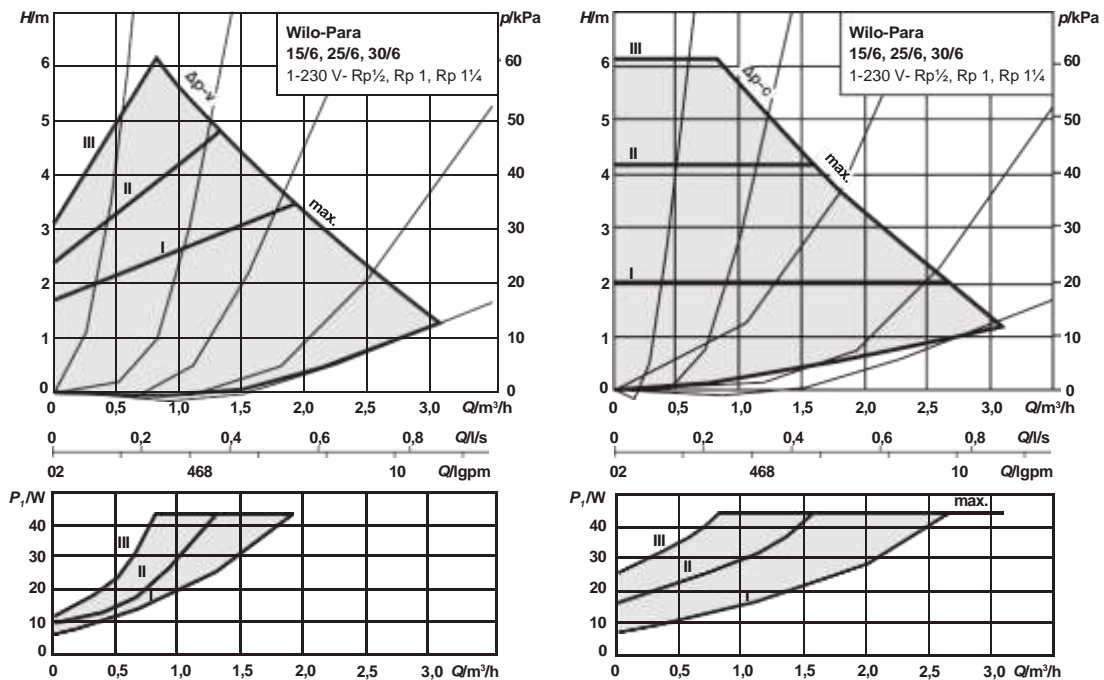 H/m
p/kPa
Wilo-Para
15/6, 25/6, 30/6
1-230 V- Rp½, Rp 1, Rp 1¼
6
60
Δp-v
5
50
III
4
40
II
max.
3
30
I
2
20
1
10
0
0
0 0,5 1,0 1,5 2,0 2,5 3,0 Q/m³/h
0 0,2 0,4 0,6 0,8 Q/l/s
02 468 10 Q/lgpm
P₁/W
40
III
30
II
20
I
10
0
0 0,5 1,0 1,5 2,0 3,0 Q/m³/h
H/m
p/kPa
Wilo-Para
15/6, 25/6, 30/6
1-230 V- Rp½, Rp 1, Rp 1¼
III
6
60
Δp-c
5
50
II
max.
4
40
3
30
I
2
20
1
10
0
0
0 0,5 1,0 1,5 2,0 2,5 3,0 Q/m³/h
0 0,2 0,4 0,6 0,8 Q/l/s
02 468 10 Q/lgpm
P₁/W
max.
40
III
30
II
20
I
10
0
0 0,5 1,0 1,5 2,0 2,5 3,0 Q/m³/h